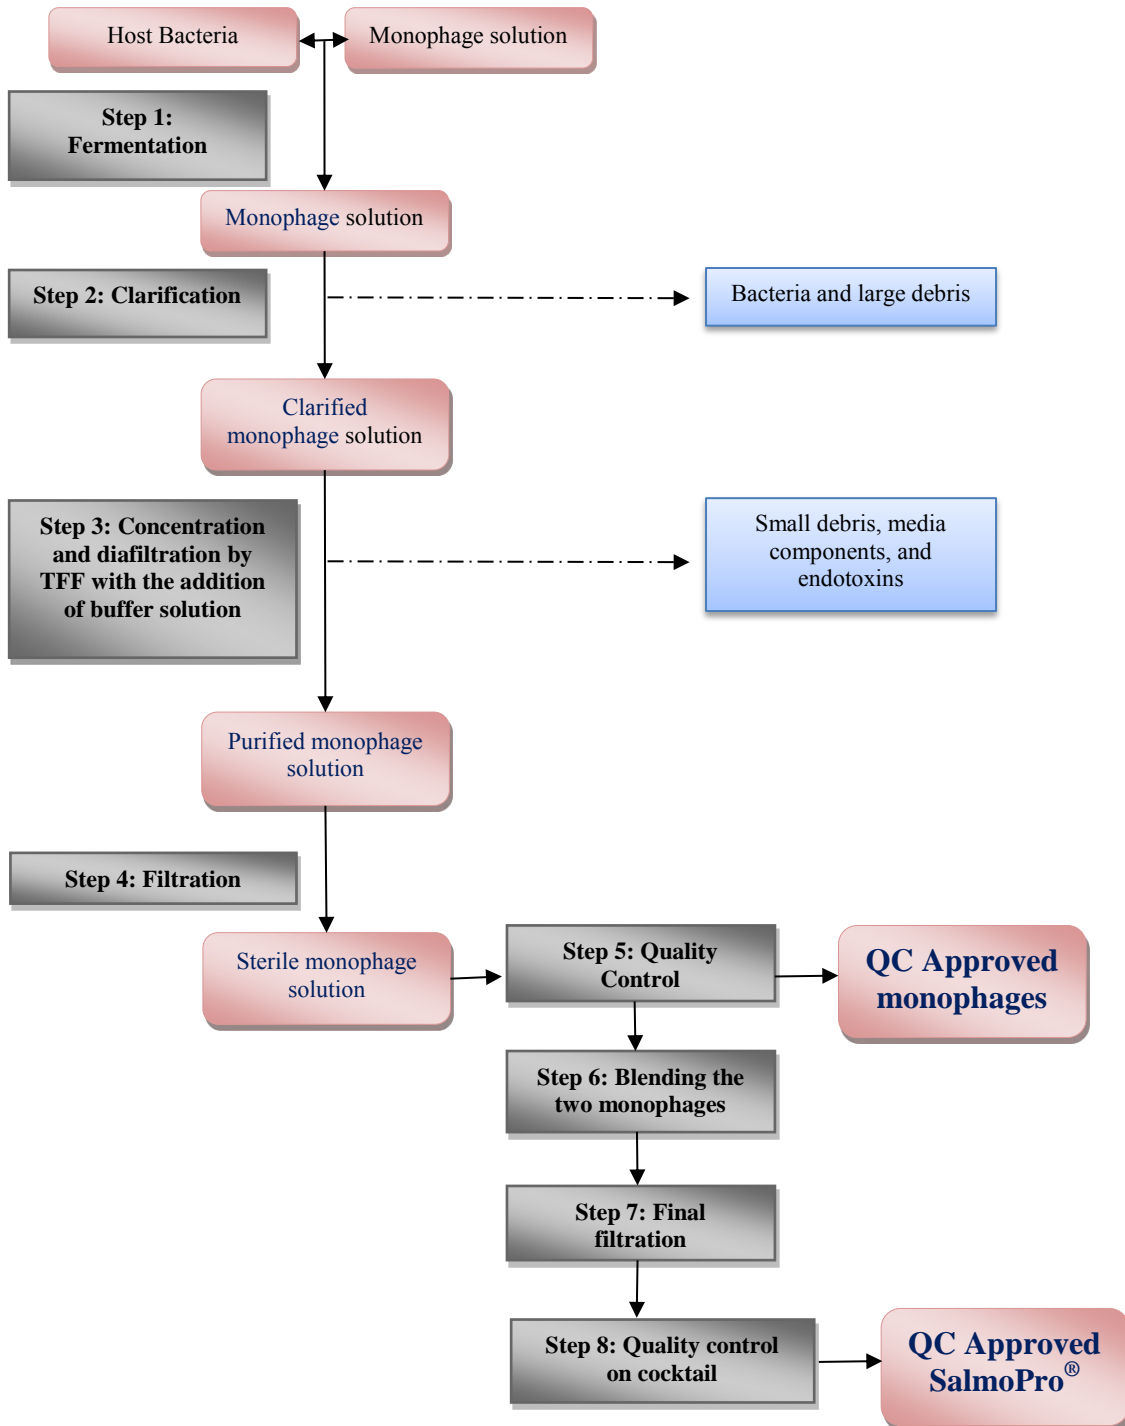 Host Bacteria
Monophage solution
Step 1:
Fermentation
Monophage solution
Step 2: Clarification
Bacteria and large debris
Clarified
monophage solution
Step 3: Concentration
and diafiltration by
TFF with the addition
of buffer solution
Small debris, media
components, and
endotoxins
Purified monophage
solution
Step 4: Filtration
Sterile monophage
solution
Step 5: Quality
Control
QC Approved
monophages
Step 6: Blending the
two monophages
Step 7: Final
filtration
Step 8: Quality control
on cocktail
QC Approved
SalmoPro®